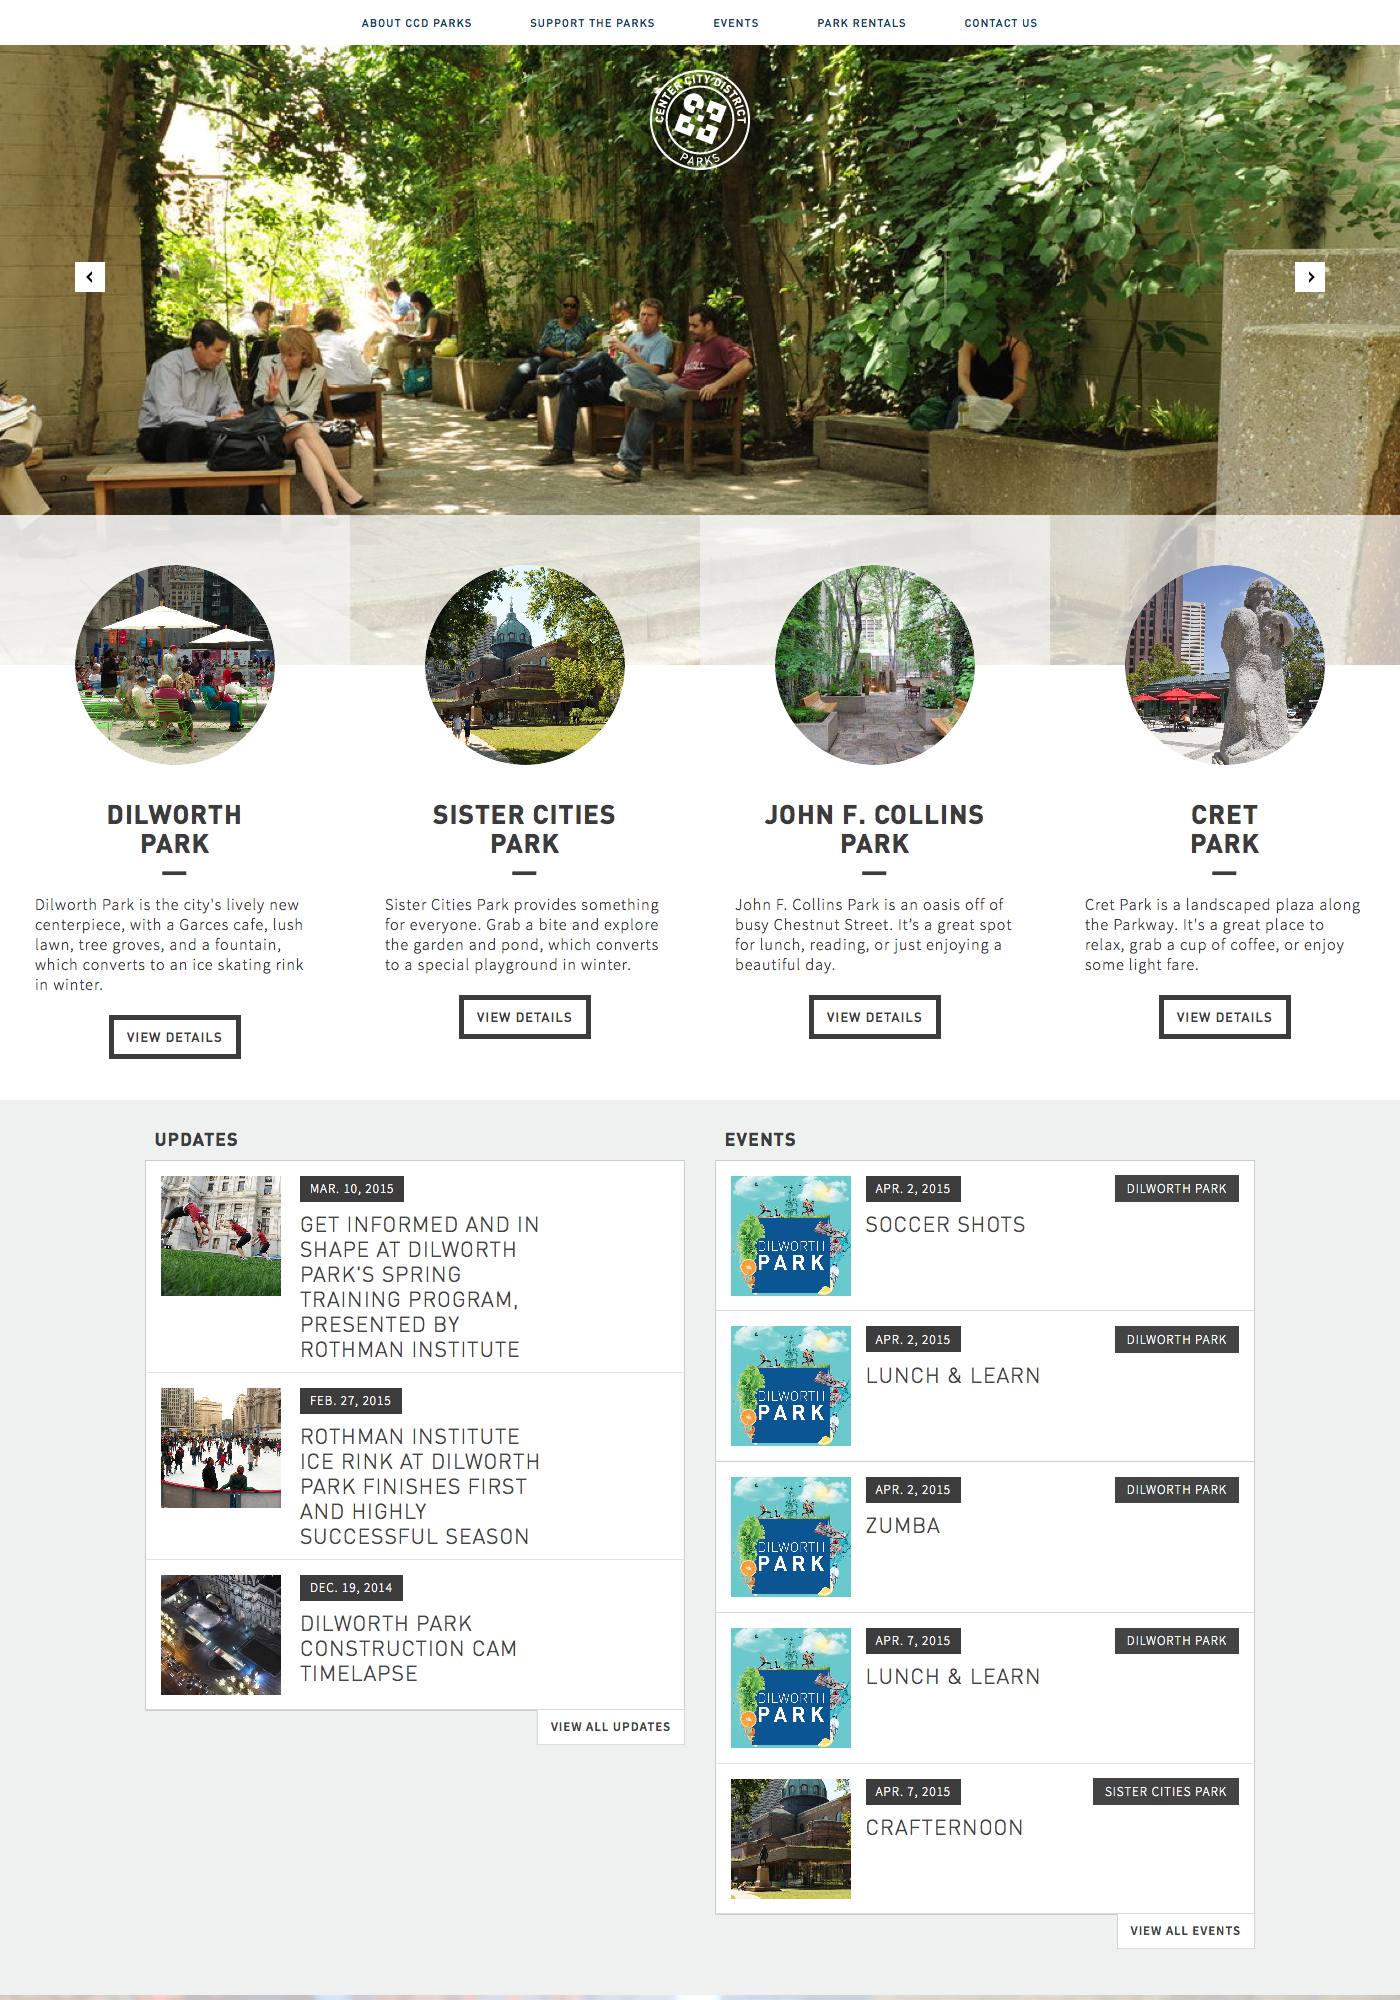 ABOUT CCD PARKS
SUPPORT THE PARKS
EVENTS
PARK RENTALS
CONTACT US
CENTER CITY DISTRICT
PARKS
DILWORTH
PARK
SISTER CITIES
PARK
JOHN F. COLLINS
PARK
CRET
PARK
Dilworth Park is the city's lively new
centerpiece, with a Garces cafe, lush
lawn, tree groves, and a fountain,
which converts to an ice skating rink
in winter.
Sister Cities Park provides something
for everyone. Grab a bite and explore
the garden and pond, which converts
to a special playground in winter.
John F. Collins Park is an oasis off of
busy Chestnut Street. It’s a great spot
for lunch, reading, or just enjoying a
beautiful day.
Cret Park is a landscaped plaza along
the Parkway. It's a great place to
relax, grab a cup of coffee, or enjoy
some light fare.
VIEW DETAILS
VIEW DETAILS
VIEW DETAILS
VIEW DETAILS
UPDATES
MAR. 10, 2015
GET INFORMED AND IN
SHAPE AT DILWORTH
PARK'S SPRING
TRAINING PROGRAM,
PRESENTED BY
ROTHMAN INSTITUTE
FEB. 27, 2015
ROTHMAN INSTITUTE
ICE RINK AT DILWORTH
PARK FINISHES FIRST
AND HIGHLY
SUCCESSFUL SEASON
DEC. 19, 2014
DILWORTH PARK
CONSTRUCTION CAM
TIMELAPSE
VIEW ALL UPDATES
EVENTS
DILWORTH
PARK
APR. 2, 2015
DILWORTH PARK
SOCCER SHOTS
DILWORTH
PARK
APR. 2, 2015
DILWORTH PARK
LUNCH & LEARN
DILWORTH
PARK
APR. 2, 2015
DILWORTH PARK
ZUMBA
DILWORTH
PARK
APR. 7, 2015
DILWORTH PARK
LUNCH & LEARN
APR. 7, 2015
SISTER CITIES PARK
CRAFTERNOON
VIEW ALL EVENTS